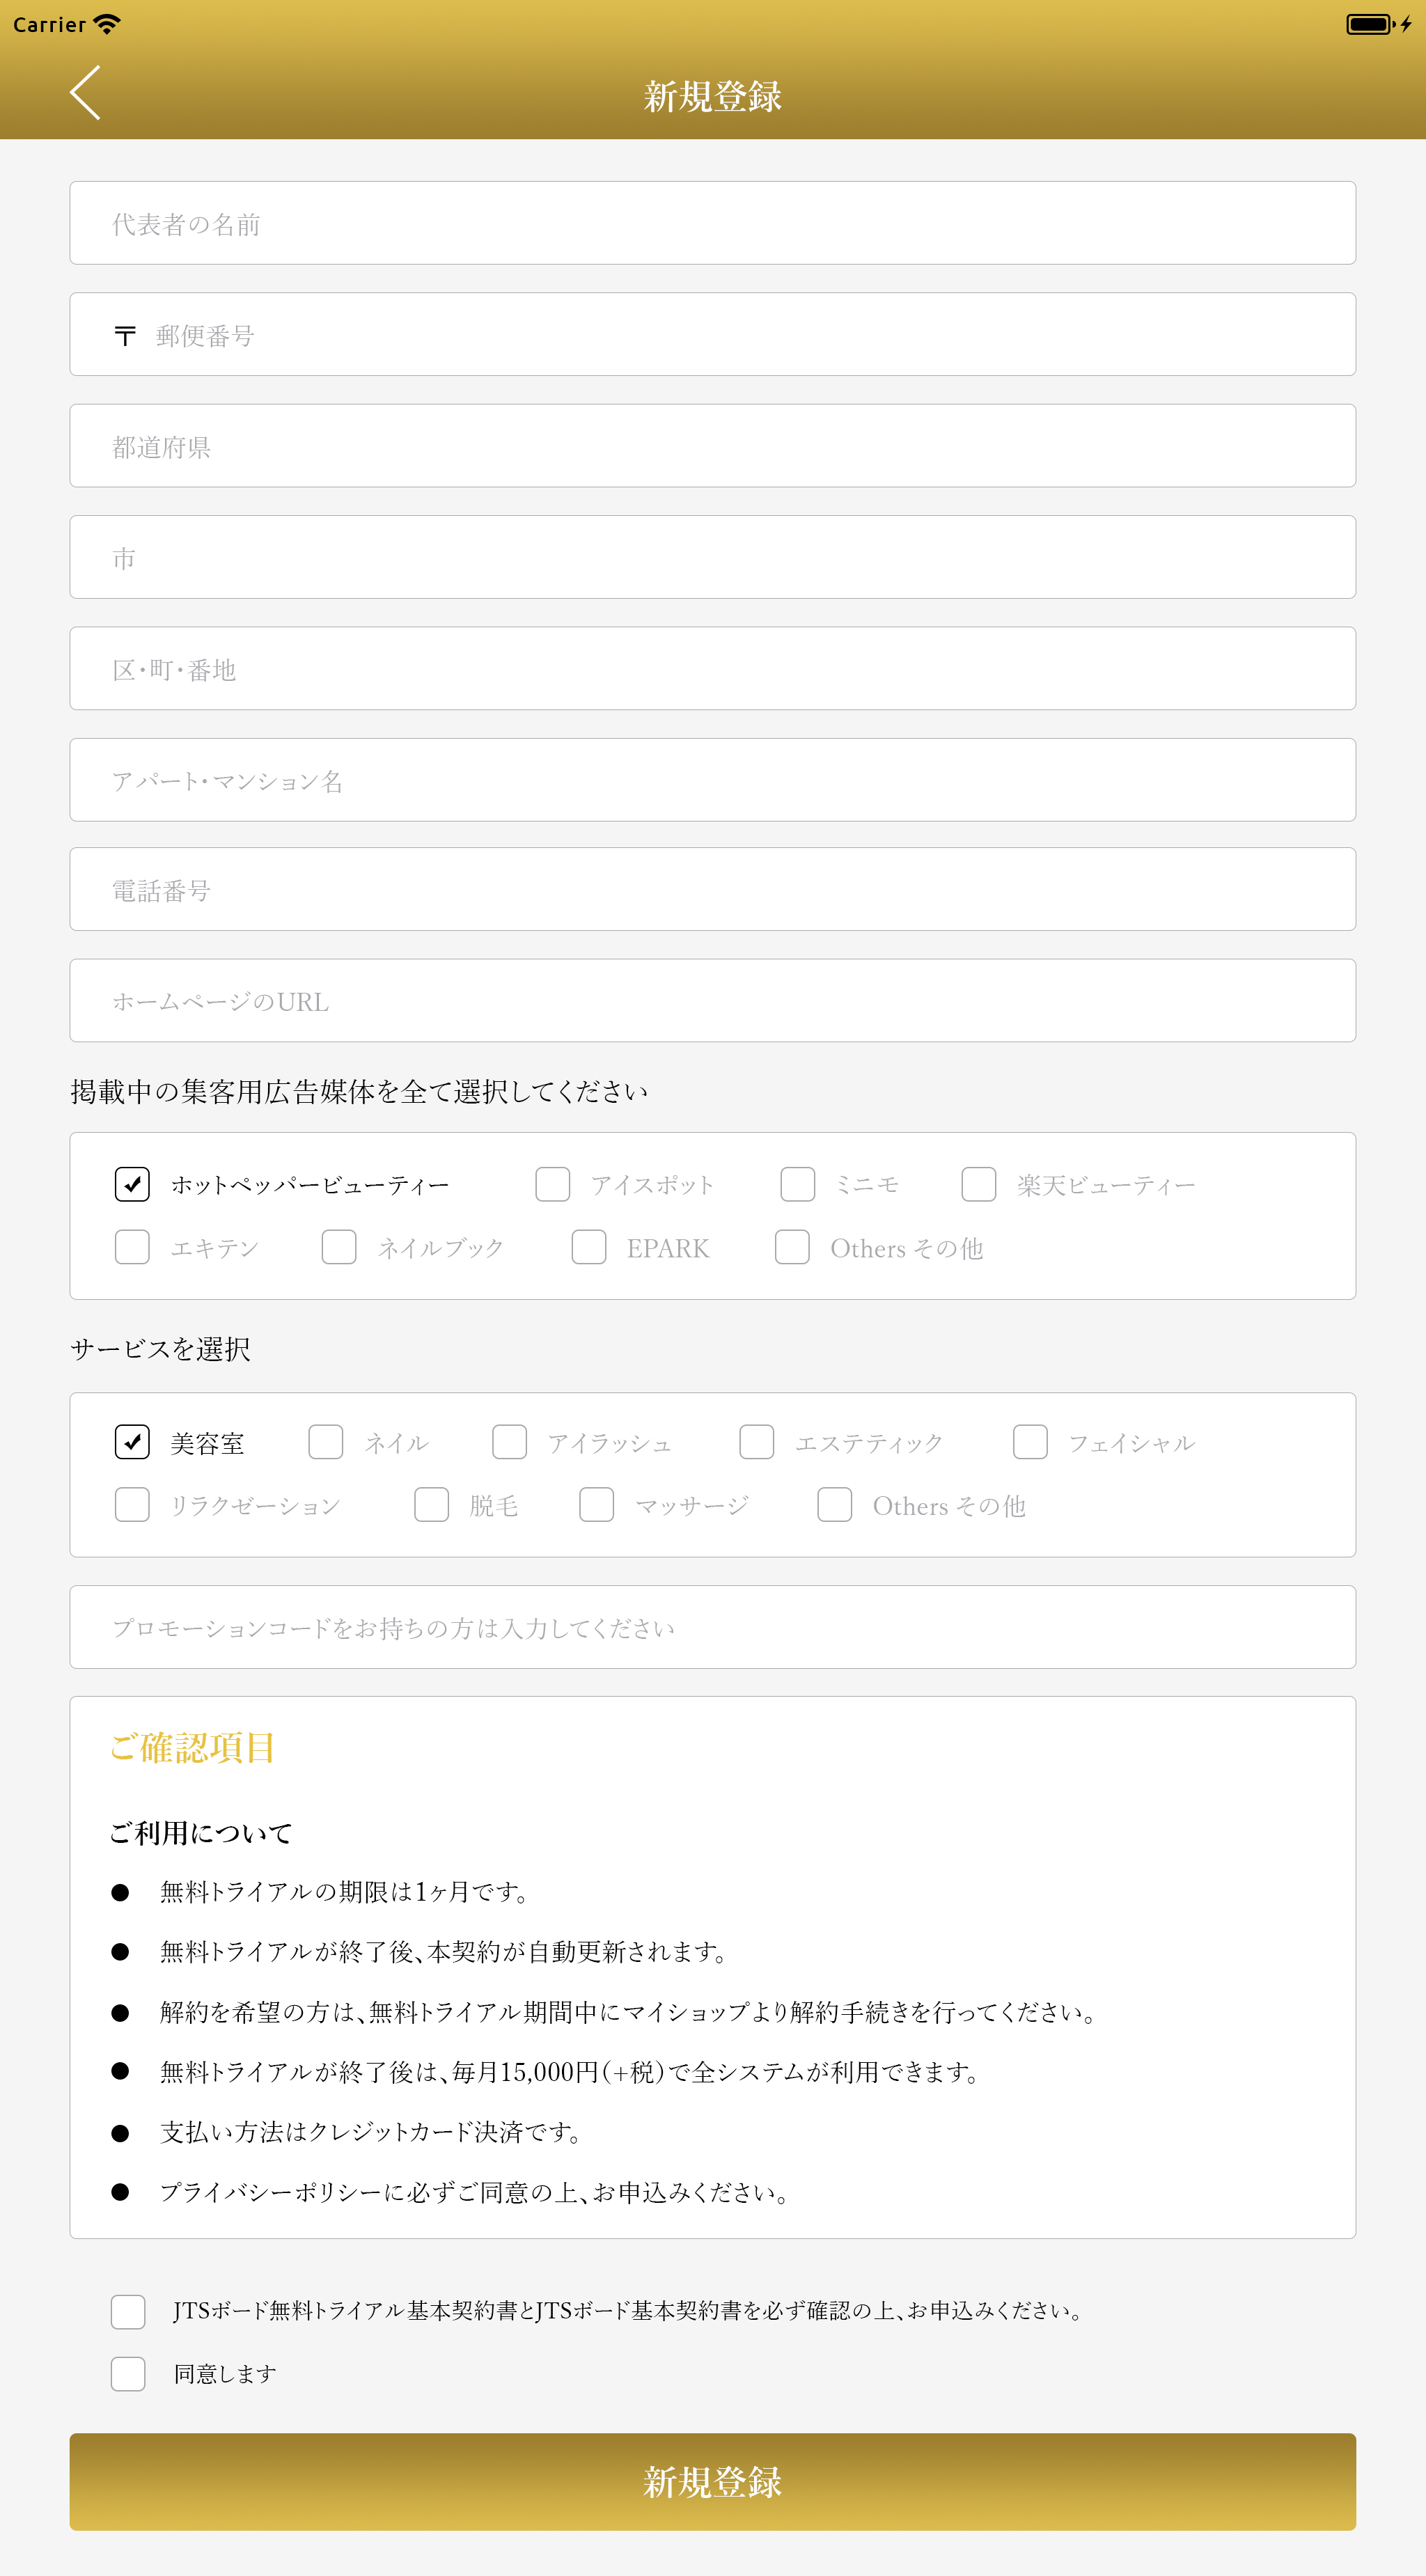 Carrier
新規登録
代表者の名前
〒 郵便番号
都道府県
市
区・町・番地
アパート・マンション名
電話番号
ホームページのURL
掲載中の集客用広告媒体を全て選択してください
ホットペッパービューティー アイスポット ミニモ 楽天ビューティー
エキテン ネイルブック EPARK Others その他
サービスを選択
美容室 ネイル アイラッシュ エステティック フェイシャル
リラクゼーション 脱毛 マッサージ Others その他
プロモーションコードをお持ちの方は入力してください
ご確認項目
ご利用について
● 無料トライアルの期限は1ヶ月です。
● 無料トライアルが終了後、本契約が自動更新されます。
● 解約を希望の方は、無料トライアル期間中にマイショップより解約手続きを行ってください。
● 無料トライアルが終了後は、毎月15,000円(+税)で全システムが利用できます。
● 支払い方法はクレジットカード決済です。
● プライバシーポリシーに必ずご同意の上、お申込みください。
JTSボード無料トライアル基本契約書とJTSボード基本契約書を必ず確認の上、お申込みください。
同意します
新規登録